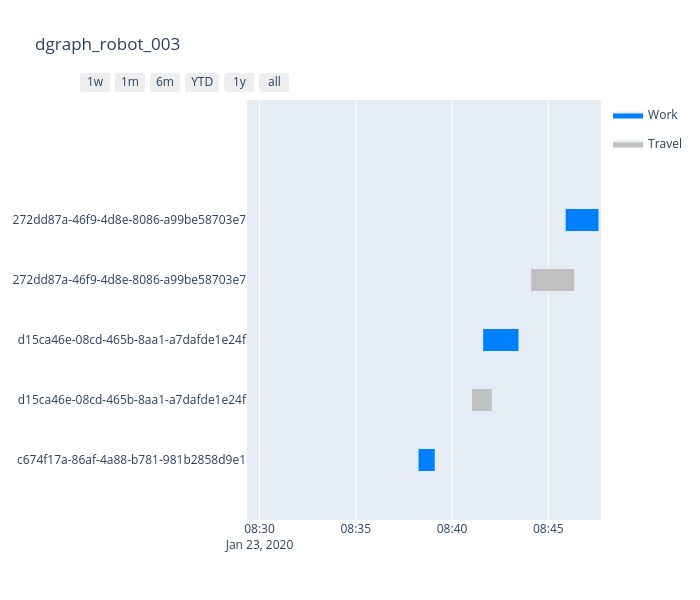 dgraph_robot_003
1w 1m 6m YTD 1y all
Work
Travel
272dd87a-46f9-4d8e-8086-a99be58703e7
272dd87a-46f9-4d8e-8086-a99be58703e7
d15ca46e-08cd-465b-8aa1-a7dafde1e24f
d15ca46e-08cd-465b-8aa1-a7dafde1e24f
c674f17a-86af-4a88-b781-981b2858d9e1
08:30 08:35 08:40 08:45
Jan 23, 2020